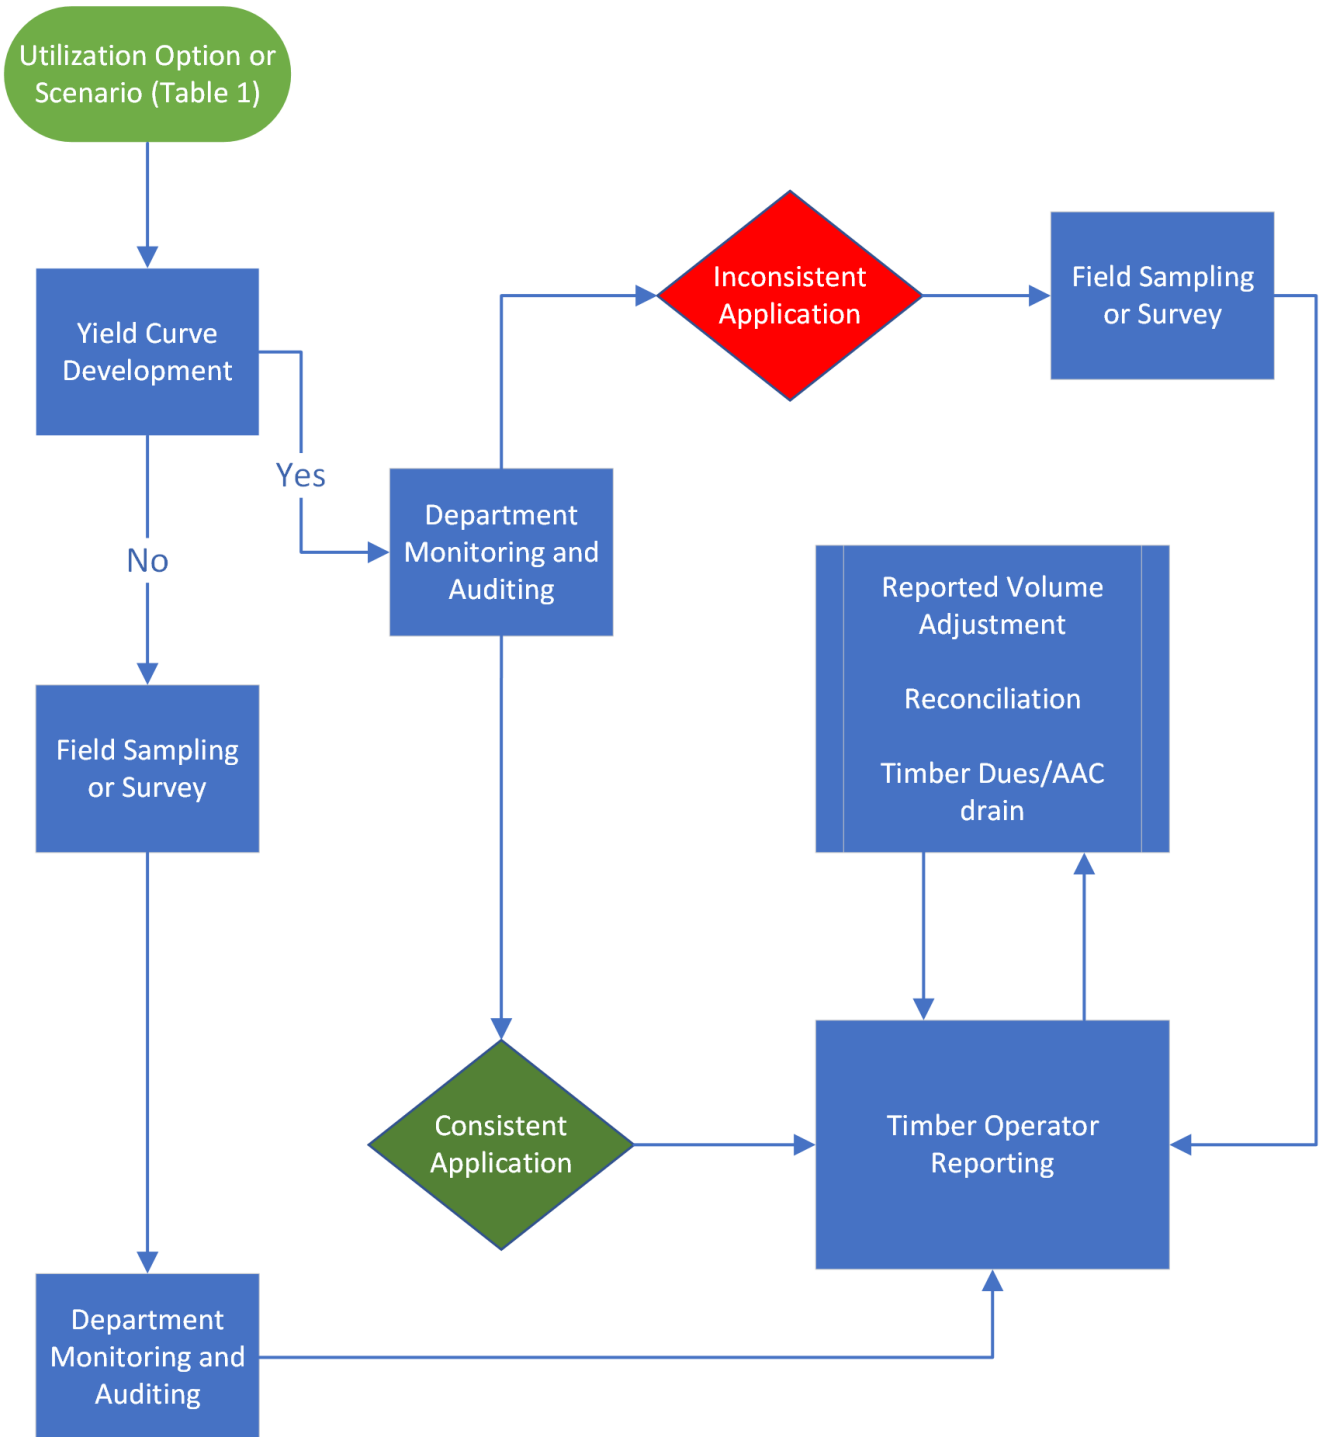 Utilization Option or
Scenario (Table 1)
Inconsistent
Application
Field Sampling
or Survey
Yield Curve
Development
Yes
Department
Monitoring and
Auditing
No
Reported Volume
Adjustment
Reconciliation
Timber Dues/AAC
drain
Field Sampling
or Survey
Consistent
Application
Timber Operator
Reporting
Department
Monitoring and
Auditing